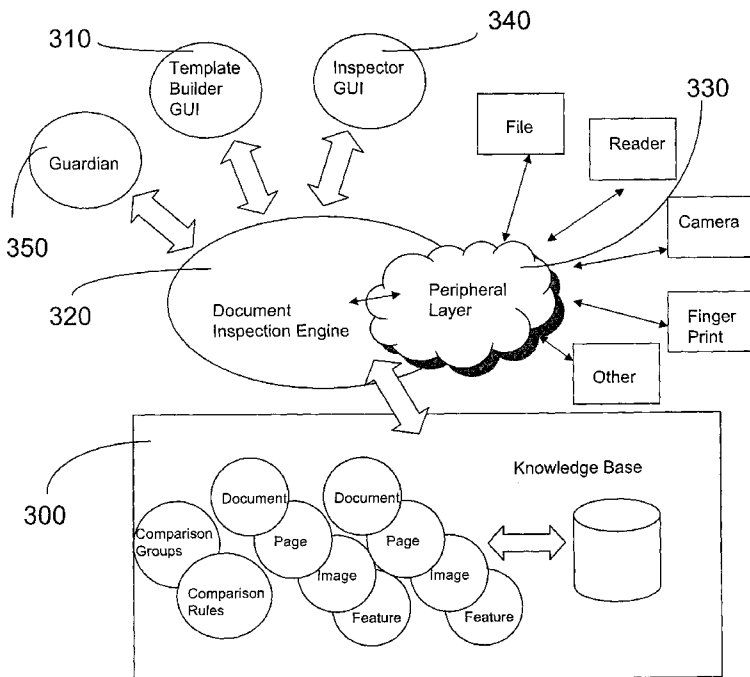 310
340
Template
Builder
GUI
Inspector
GUI
330
File
Reader
Guardian
Camera
350
320
Document
Inspection Engine
Peripheral
Layer
Finger
Print
Other
300
Knowledge Base
Document
Document
Comparison
Groups
Page
Page
Image
Image
Comparison
Rules
Feature
Feature